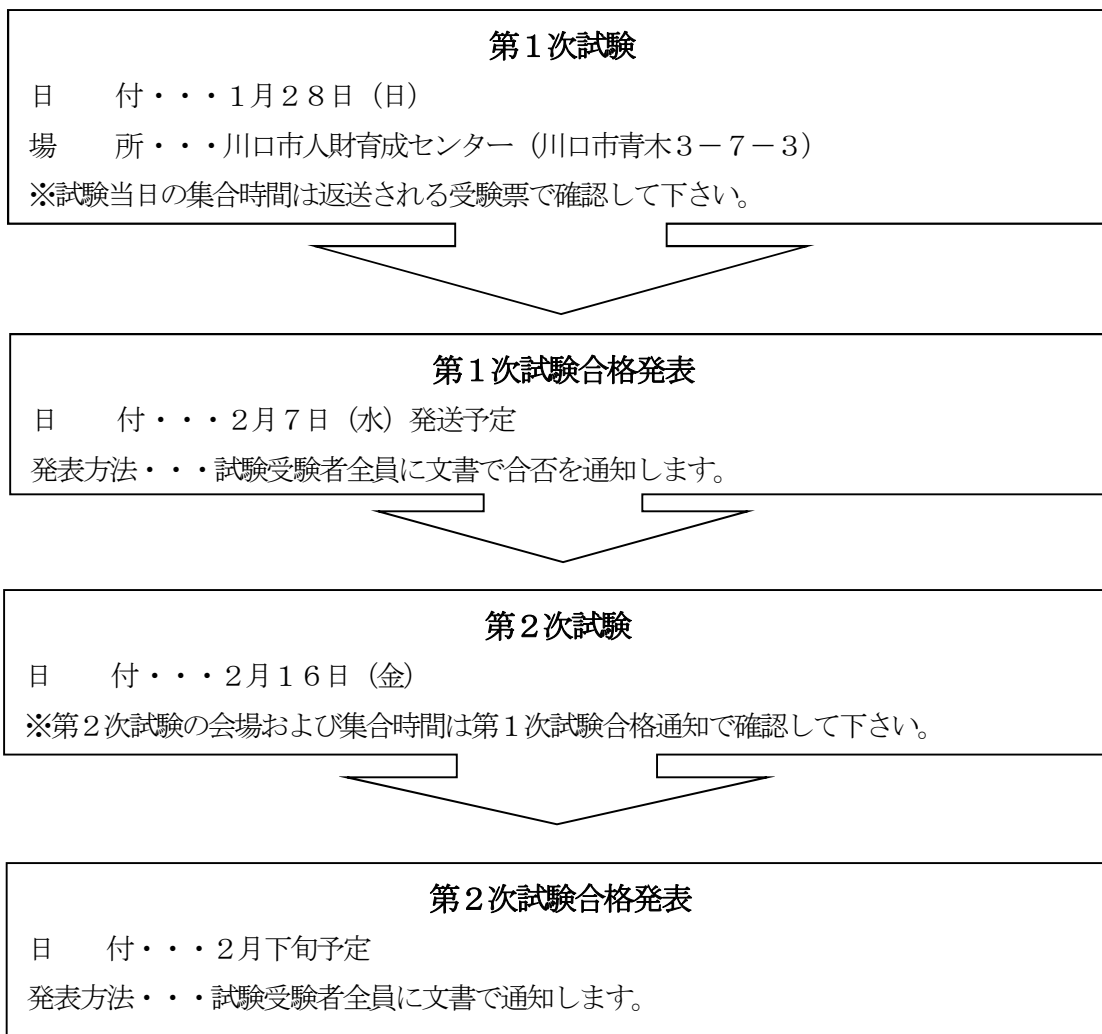 第１次試験
日　　付・・・１月２８日（日）
場　　所・・・川口市人財育成センター（川口市青木３－７－３）
※試験当日の集合時間は返送される受験票で確認して下さい。
第１次試験合格発表
日　　付・・・２月７日（水）発送予定
発表方法・・・試験受験者全員に文書で合否を通知します。
第２次試験
日　　付・・・２月１６日（金）
※第２次試験の会場および集合時間は第１次試験合格通知で確認して下さい。
第２次試験合格発表
日　　付・・・２月下旬予定
発表方法・・・試験受験者全員に文書で通知します。